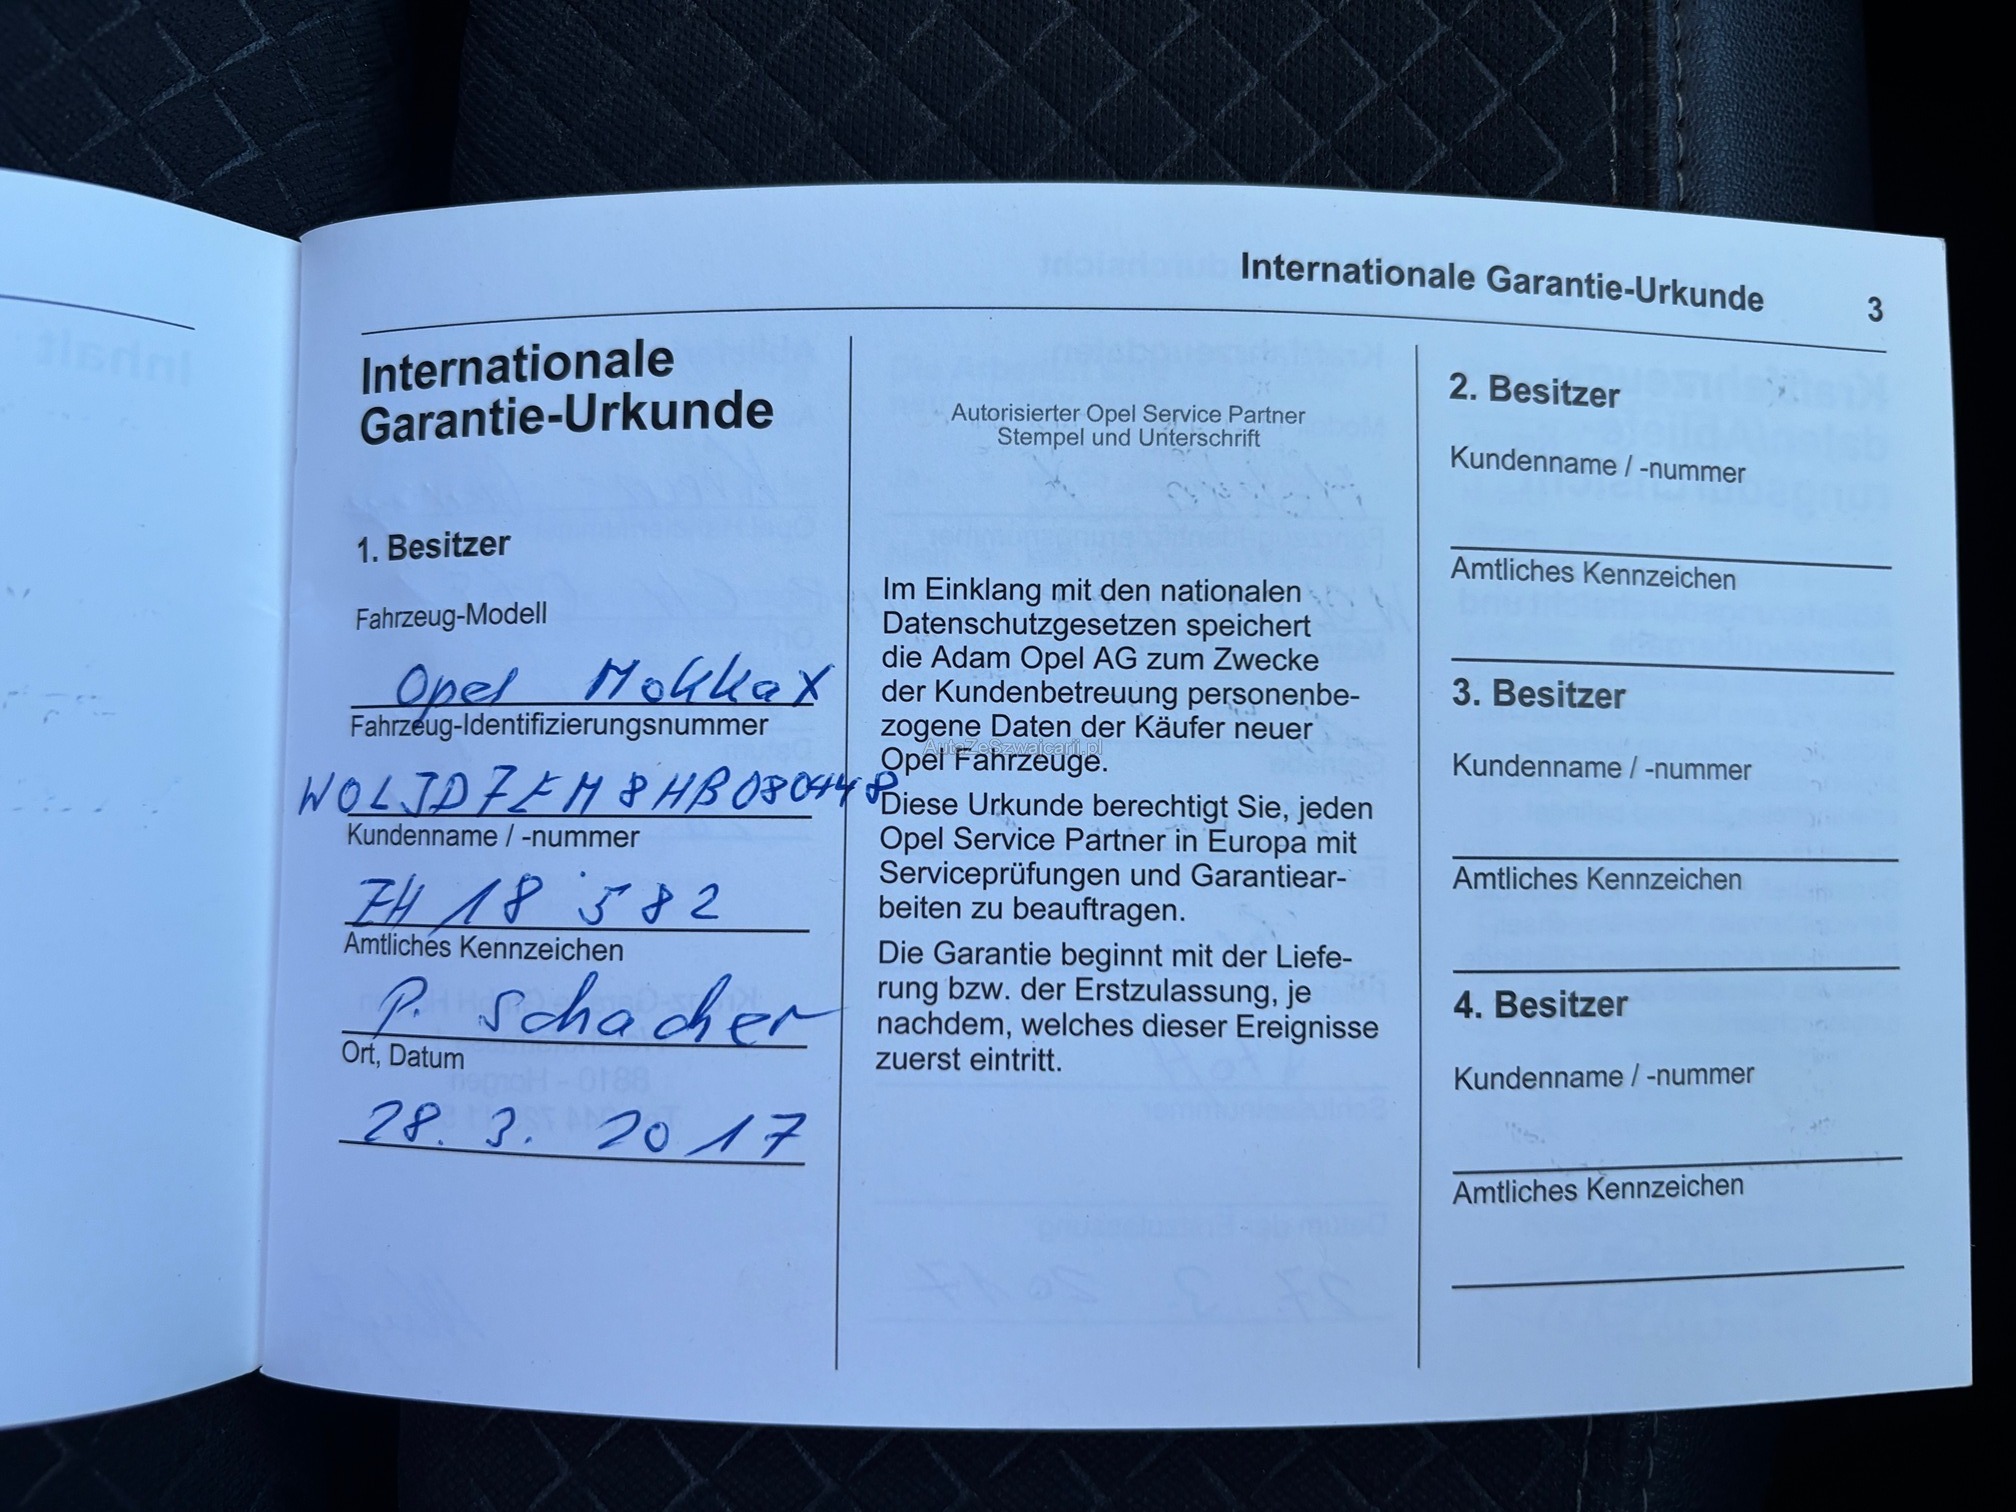 Internationale Garantie-Urkunde 3
Internationale
Garantie-Urkunde
1. Besitzer
Fahrzeug-Modell
Opel Mokka X
Fahrzeug-Identifizierungsnummer
W0LJD7EM8HB080448
Kundenname / -nummer
ZH 18 582
Amtliches Kennzeichen
P. Schacher
Ort, Datum
28. 3. 2017
Autorisierter Opel Service Partner
Stempel und Unterschrift
Im Einklang mit den nationalen
Datenschutzgesetzen speichert
die Adam Opel AG zum Zwecke
der Kundenbetreuung personenbe-
zogene Daten der Käufer neuer
AutaZeSzwajcarii.pl
Opel Fahrzeuge.
Diese Urkunde berechtigt Sie, jeden
Opel Service Partner in Europa mit
Serviceprüfungen und Garantiear-
beiten zu beauftragen.
Die Garantie beginnt mit der Liefe-
rung bzw. der Erstzulassung, je
nachdem, welches dieser Ereignisse
zuerst eintritt.
2. Besitzer
Kundenname / -nummer
Amtliches Kennzeichen
3. Besitzer
Kundenname / -nummer
Amtliches Kennzeichen
4. Besitzer
Kundenname / -nummer
Amtliches Kennzeichen